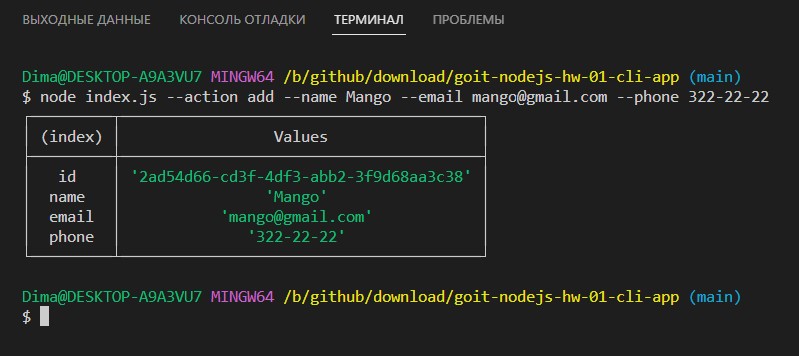 ВЫХОДНЫЕ ДАННЫЕ КОНСОЛЬ ОТЛАДКИ ТЕРМИНАЛ ПРОБЛЕМЫ
Dima@DESKTOP-A9A3VU7 MINGW64 /b/github/download/goit-nodejs-hw-01-cli-app (main)
$ node index.js --action add --name Mango --email mango@gmail.com --phone 322-22-22
(index) Values
id '2ad54d66-cd3f-4df3-abb2-3f9d68aa3c38'
name 'Mango'
email 'mango@gmail.com'
phone '322-22-22'
Dima@DESKTOP-A9A3VU7 MINGW64 /b/github/download/goit-nodejs-hw-01-cli-app (main)
$